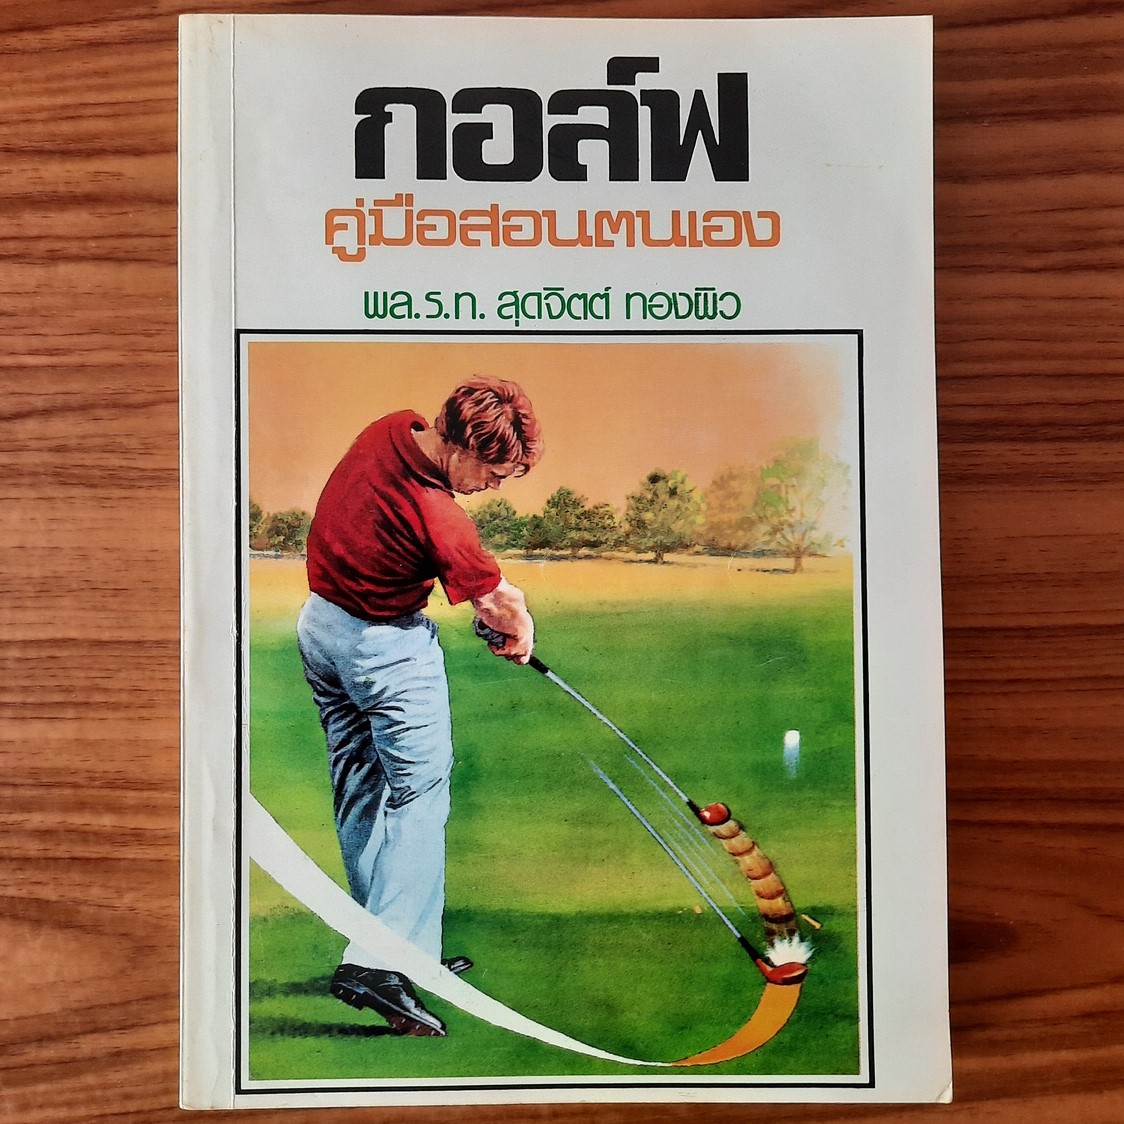 กอล์ฟ
คู่มือสอนตนเอง
พล.ร.ท. สุดจิตต์ ทองผิว